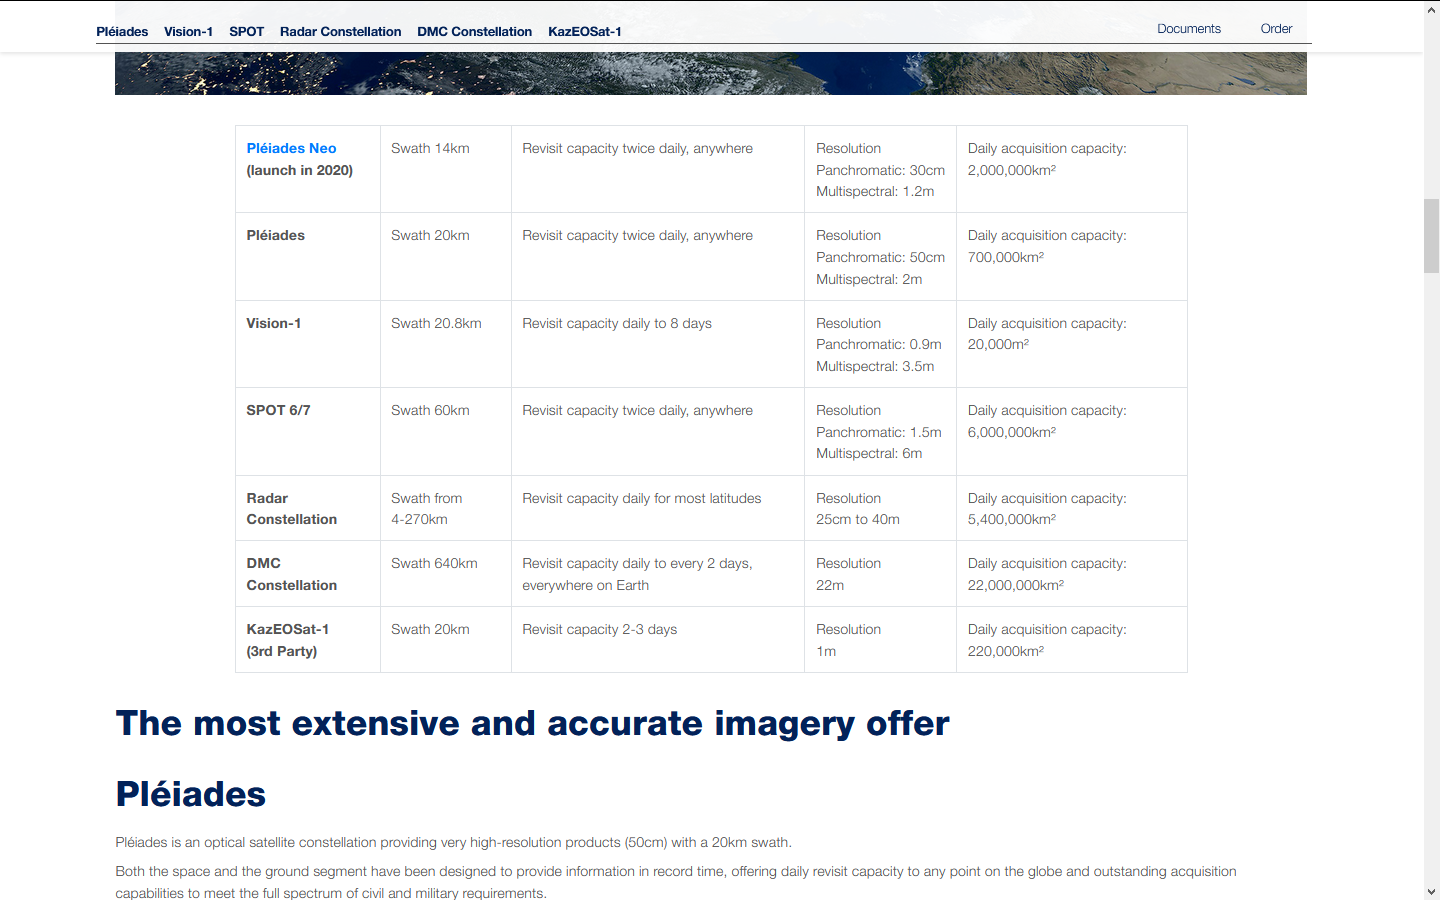 Pléiades Vision-1 SPOT Radar Constellation DMC Constellation KazEOSat-1 Documents Order
Pléiades Neo
(launch in 2020)
Swath 14km
Revisit capacity twice daily, anywhere
Resolution
Panchromatic: 30cm
Multispectral: 1.2m
Daily acquisition capacity:
2,000,000km²
Pléiades
Swath 20km
Revisit capacity twice daily, anywhere
Resolution
Panchromatic: 50cm
Multispectral: 2m
Daily acquisition capacity:
700,000km²
Vision-1
Swath 20.8km
Revisit capacity daily to 8 days
Resolution
Panchromatic: 0.9m
Multispectral: 3.5m
Daily acquisition capacity:
20,000m²
SPOT 6/7
Swath 60km
Revisit capacity twice daily, anywhere
Resolution
Panchromatic: 1.5m
Multispectral: 6m
Daily acquisition capacity:
6,000,000km²
Radar
Constellation
Swath from
4-270km
Revisit capacity daily for most latitudes
Resolution
25cm to 40m
Daily acquisition capacity:
5,400,000km²
DMC
Constellation
Swath 640km
Revisit capacity daily to every 2 days,
everywhere on Earth
Resolution
22m
Daily acquisition capacity:
22,000,000km²
KazEOSat-1
(3rd Party)
Swath 20km
Revisit capacity 2-3 days
Resolution
1m
Daily acquisition capacity:
220,000km²
The most extensive and accurate imagery offer
Pléiades
Pléiades is an optical satellite constellation providing very high-resolution products (50cm) with a 20km swath.
Both the space and the ground segment have been designed to provide information in record time, offering daily revisit capacity to any point on the globe and outstanding acquisition
capabilities to meet the full spectrum of civil and military requirements.